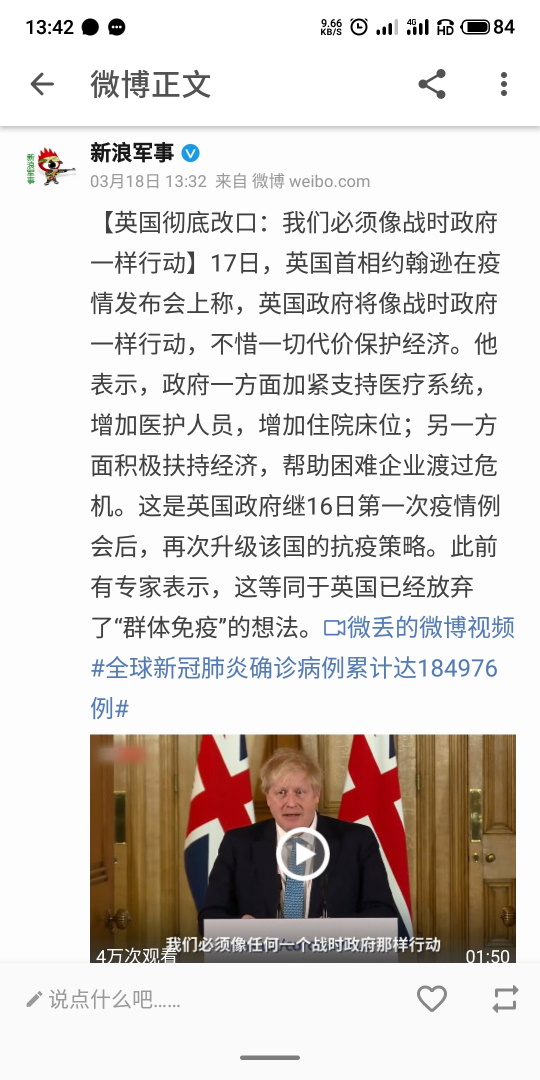 13:42
9.66
KB/S
4G
HD
84
微博正文
新浪军事
03月18日 13:32 来自 微博 weibo.com
【英国彻底改口：我们必须像战时政府
一样行动】17日，英国首相约翰逊在疫
情发布会上称，英国政府将像战时政府
一样行动，不惜一切代价保护经济。他
表示，政府一方面加紧支持医疗系统，
增加医护人员，增加住院床位；另一方
面积极扶持经济，帮助困难企业渡过危
机。这是英国政府继16日第一次疫情例
会后，再次升级该国的抗疫策略。此前
有专家表示，这等同于英国已经放弃
了“群体免疫”的想法。微丢的微博视频
#全球新冠肺炎确诊病例累计达184976
例#
我们必须像任何一个战时政府那样行动
4万次观看
01:50
说点什么吧……